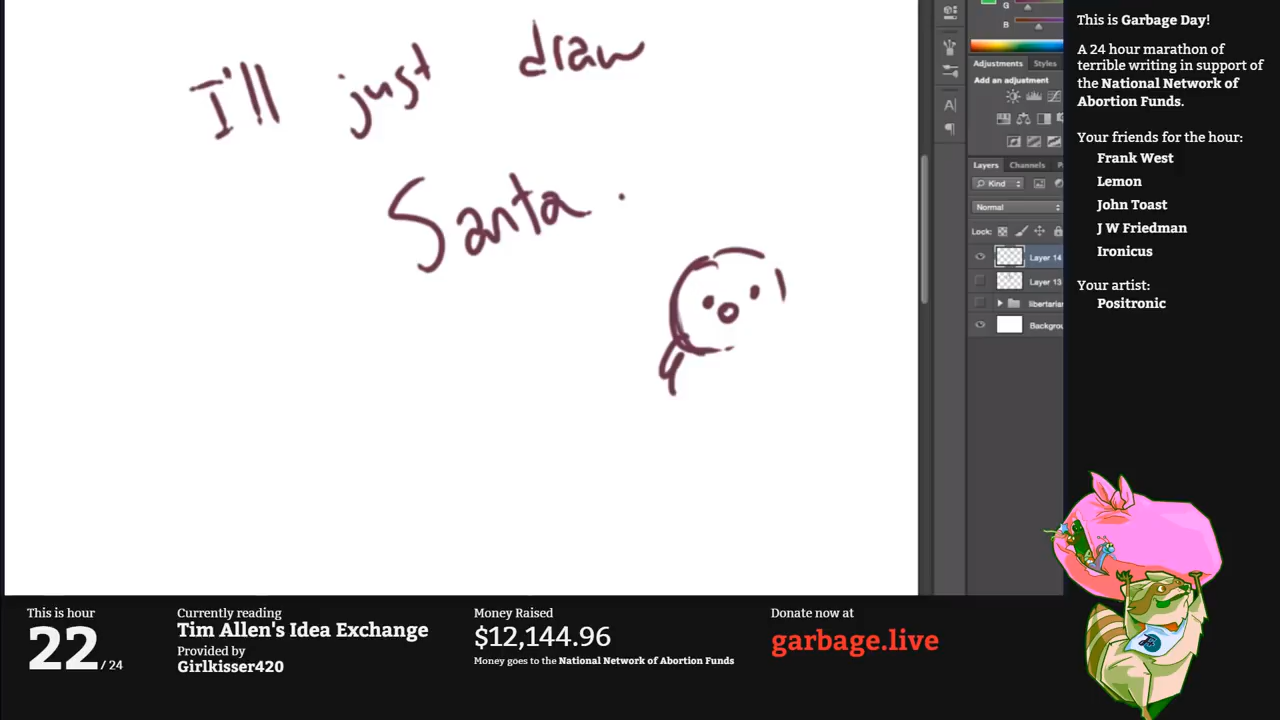 I'll just draw
Santa.
G
B
Adjustments Styles
Add an adjustment
A
Layers Channels P
Kind
Normal
Lock:
Layer 14
Layer 13
libertaria
Backgrou
This is Garbage Day!
A 24 hour marathon of
terrible writing in support of
the National Network of
Abortion Funds.
Your friends for the hour:
Frank West
Lemon
John Toast
J W Friedman
Ironicus
Your artist:
Positronic
This is hour
22 / 24
Currently reading
Tim Allen's Idea Exchange
Provided by
Girlkisser420
Money Raised
$12,144.96
Money goes to the National Network of Abortion Funds
Donate now at
garbage.live